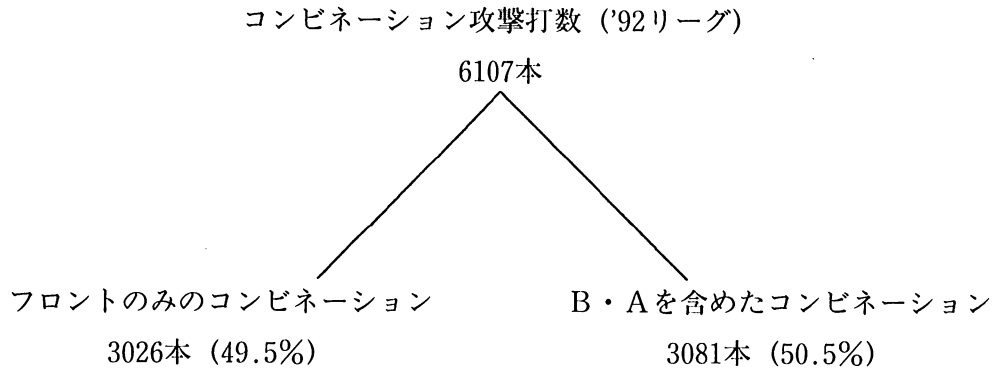 コンビネーション攻撃打数 ('92リーグ)
6107本
フロントのみのコンビネーション
3026本 (49.5%)
B・Aを含めたコンビネーション
3081本 (50.5%)